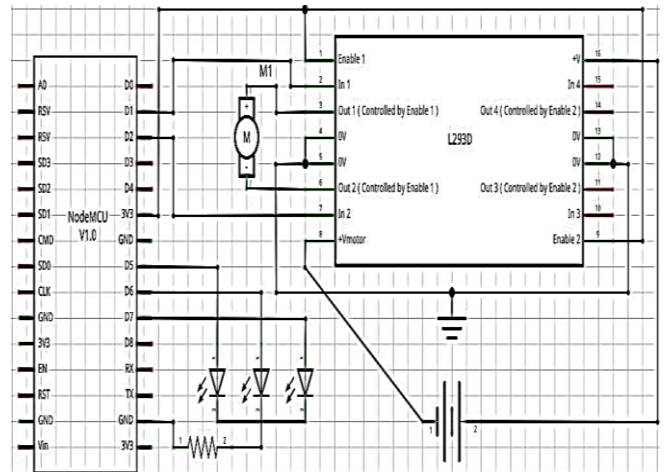 NodeMCU
V1.0
A0
RSV
RSV
SD3
SD2
SD1
CMD
SD0
CLK
GND
3V3
EN
RST
GND
Vin
D0
D1
D2
D3
D4
3V3
GND
D5
D6
D7
D8
RX
TX
GND
3V3
M1
+
M
-
L293D
1 Enable 1
2 In 1
3 Out 1 ( Controlled by Enable 1 )
4 0V
5 0V
6 Out 2 ( Controlled by Enable 1 )
7 In 2
8 +Vmotor
+V 16
In 4 15
Out 4 ( Controlled by Enable 2 ) 14
0V 13
0V 12
Out 3 ( Controlled by Enable 2 ) 11
In 3 10
Enable 2 9
1 2
1 2